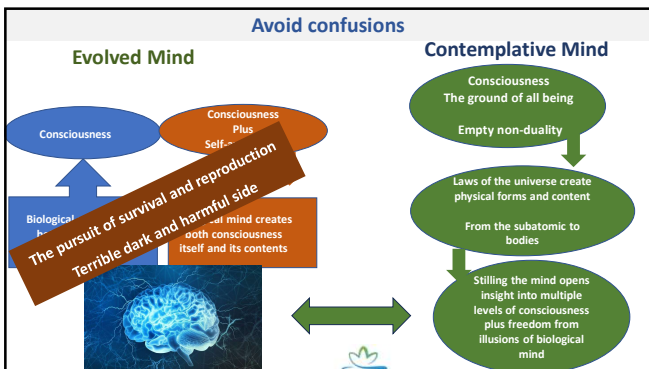 Avoid confusions
Evolved Mind
Consciousness
Consciousness
Plus
The pursuit of survival and reproduction
Terrible dark and harmful side
mind creates
both consciousness
itself and its contents
Contemplative Mind
Consciousness
The ground of all being
Empty non-duality
Laws of the universe create
physical forms and content
From the subatomic to
bodies
Stilling the mind opens
insight into multiple
levels of consciousness
plus freedom from
illusions of biological
mind